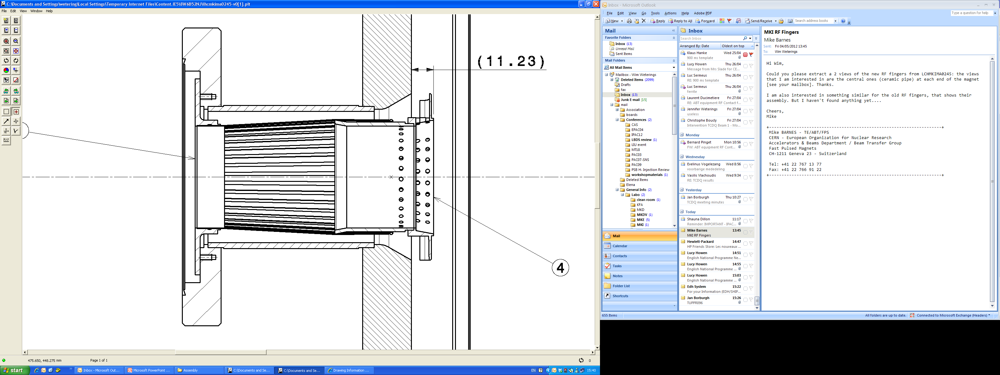 C:\Documents and Settings\wetering\Local Settings\Temporary Internet Files\Content.IE5\8W6B52NJ\lhcmkima0245-v0[1].plt
File Edit View Window Help
(11.23)
4
475.650, 448.275 mm
Page 1 of 1
0
start
Inbox - Microsoft Out...
Microsoft PowerPoint ...
Assembly
C:\Documents and Se...
C:\Documents and Se...
Drawing Information ...
EN
15:40
Inbox - Microsoft Outlook
File Edit View Go Tools Actions Help Adobe PDF
Type a question for help
New Reply Reply to All Forward Send/Receive Search address books
Mail
Favorite Folders
Inbox (13)
Unread Mail
Sent Items
Mail Folders
All Mail Items
Mailbox - Wim Weterings
Deleted Items (2099)
Drafts
fax
Inbox (13)
Junk E-mail [15]
mail
Association
boards
Conferences (2)
CAS
EPAC04
IPAC12
LBDS review (1)
LIU event
MT18
PAC03
PAC07-SNS
PAC09
PSB H- Injection Review
workshopmaterials (1)
Deleted Items
Elena
General Info (2)
Labo (2)
clean room (1)
KFA
MKD
MKDV (1)
MKE (5)
MKI (1)
Mail
Calendar
Contacts
Tasks
Notes
Folder List
Shortcuts
655 Items
Inbox
Search Inbox
Arranged By: Date Oldest on top
Klaus Hanke Wed 25/04
900 ms template
Lucy Howen Thu 26/04
Message from Mrs Slade for CE...
Luc Sermeus Thu 26/04
RE: 900 ms template
Luc Sermeus Thu 26/04
ferrite
Laurent Ducimetiere Fri 27/04
RE: ABT equipment RF Contact f...
Jennifer Weterings Fri 27/04
useless
Christophe Boucly Fri 27/04
Intervention TCDQ Beam 1 - Mo...
Monday
Bernard Pinget Mon 10:56
FW: ABT equipment RF Cont...
Wednesday
Evelinus Vogelezang Wed 8:56
voorbarige mededeling
Vasilis Vlachoudis Wed 9:34
RE: TCDQ results
Yesterday
Jan Borburgh Thu 10:27
TCDQ meeting minutes
Today
Shauna Dillon 11:17
Reminder: IMPORTANT - IPAC...
Mike Barnes 13:45
MKI RF Fingers
Hewlett-Packard 14:47
HP Friends Store: Les nouveaux ...
Lucy Howen 14:51
English National Programme Ne...
Lucy Howen 14:55
English National Programme ...
Lucy Howen 15:03
English National Programme ...
Edh System 15:22
For your Information (EDH/SHIP...
Jan Borburgh 15:26
TUPPR096
MKI RF Fingers
Mike Barnes
Sent: Fri 04/05/2012 13:45
To: Wim Weterings
Hi Wim,
Could you please extract a 2 views of the new RF fingers from LCHMKIMA0245: the views
that I am interested in are the central ones (ceramic pipe) at each end of the magnet
[see your mailbox]. Thanks.
I am also interested in something similar for the old RF fingers, that shows their
assembly. But I haven't found anything yet....
Cheers,
Mike
+--------------------------------------------------------------------+
Mike BARNES - TE/ABT/FPS
CERN - European Organization for Nuclear Research
Accelerators & Beams Department / Beam Transfer Group
Fast Pulsed Magnets
CH-1211 Geneva 23 - Switzerland
Tel: +41 22 767 13 77
Fax: +41 22 766 91 22
+--------------------------------------------------------------------+
All folders are up to date. Connected to Microsoft Exchange (Headers)